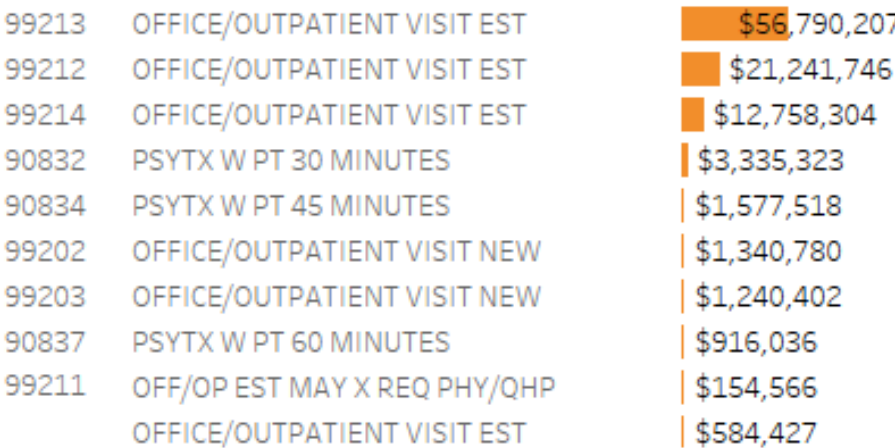 99213 OFFICE/OUTPATIENT VISIT EST $56,790,207
99212 OFFICE/OUTPATIENT VISIT EST $21,241,746
99214 OFFICE/OUTPATIENT VISIT EST $12,758,304
90832 PSYTX W PT 30 MINUTES $3,335,323
90834 PSYTX W PT 45 MINUTES $1,577,518
99202 OFFICE/OUTPATIENT VISIT NEW $1,340,780
99203 OFFICE/OUTPATIENT VISIT NEW $1,240,402
90837 PSYTX W PT 60 MINUTES $916,036
99211 OFF/OP EST MAY X REQ PHY/QHP $154,566
OFFICE/OUTPATIENT VISIT EST $584,427